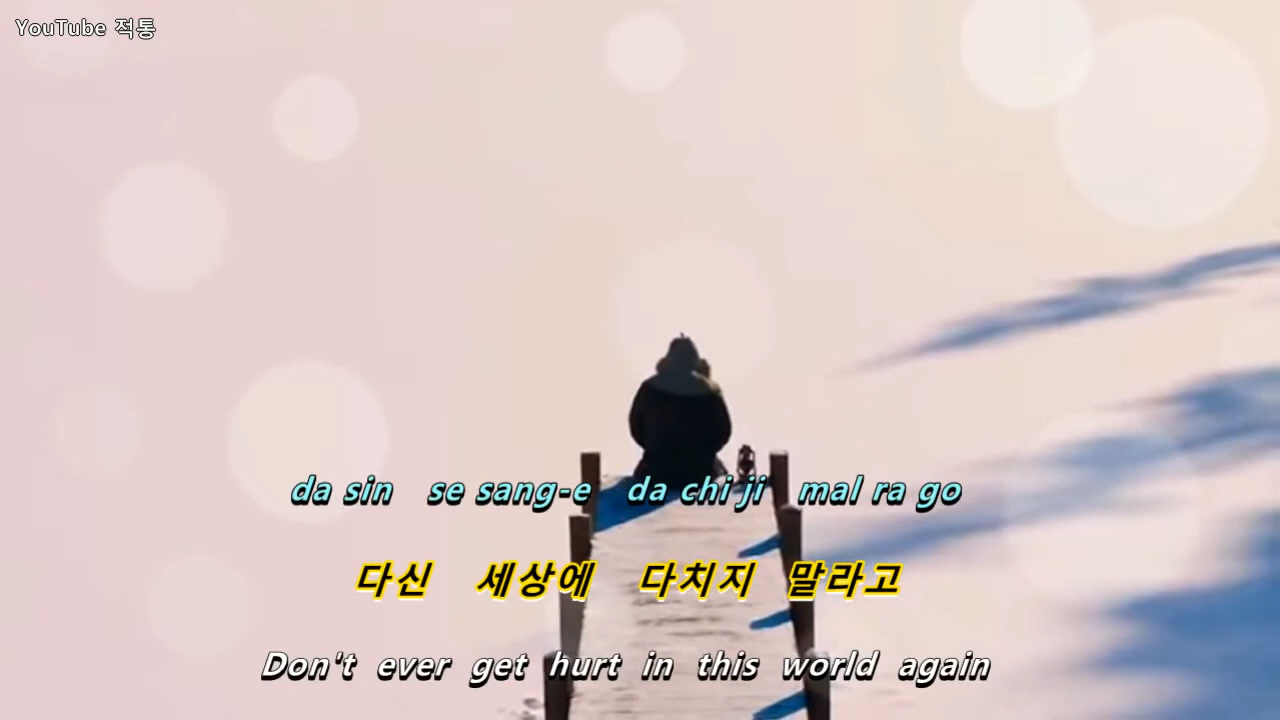 YouTube 적통
da sin se sang-e da chi ji mal ra go
다신 세상에 다치지 말라고
Don't ever get hurt in this world again